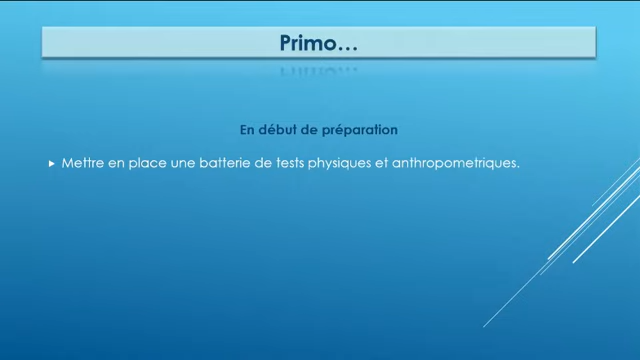 Primo…
En début de préparation
Mettre en place une batterie de tests physiques et anthropometriques.